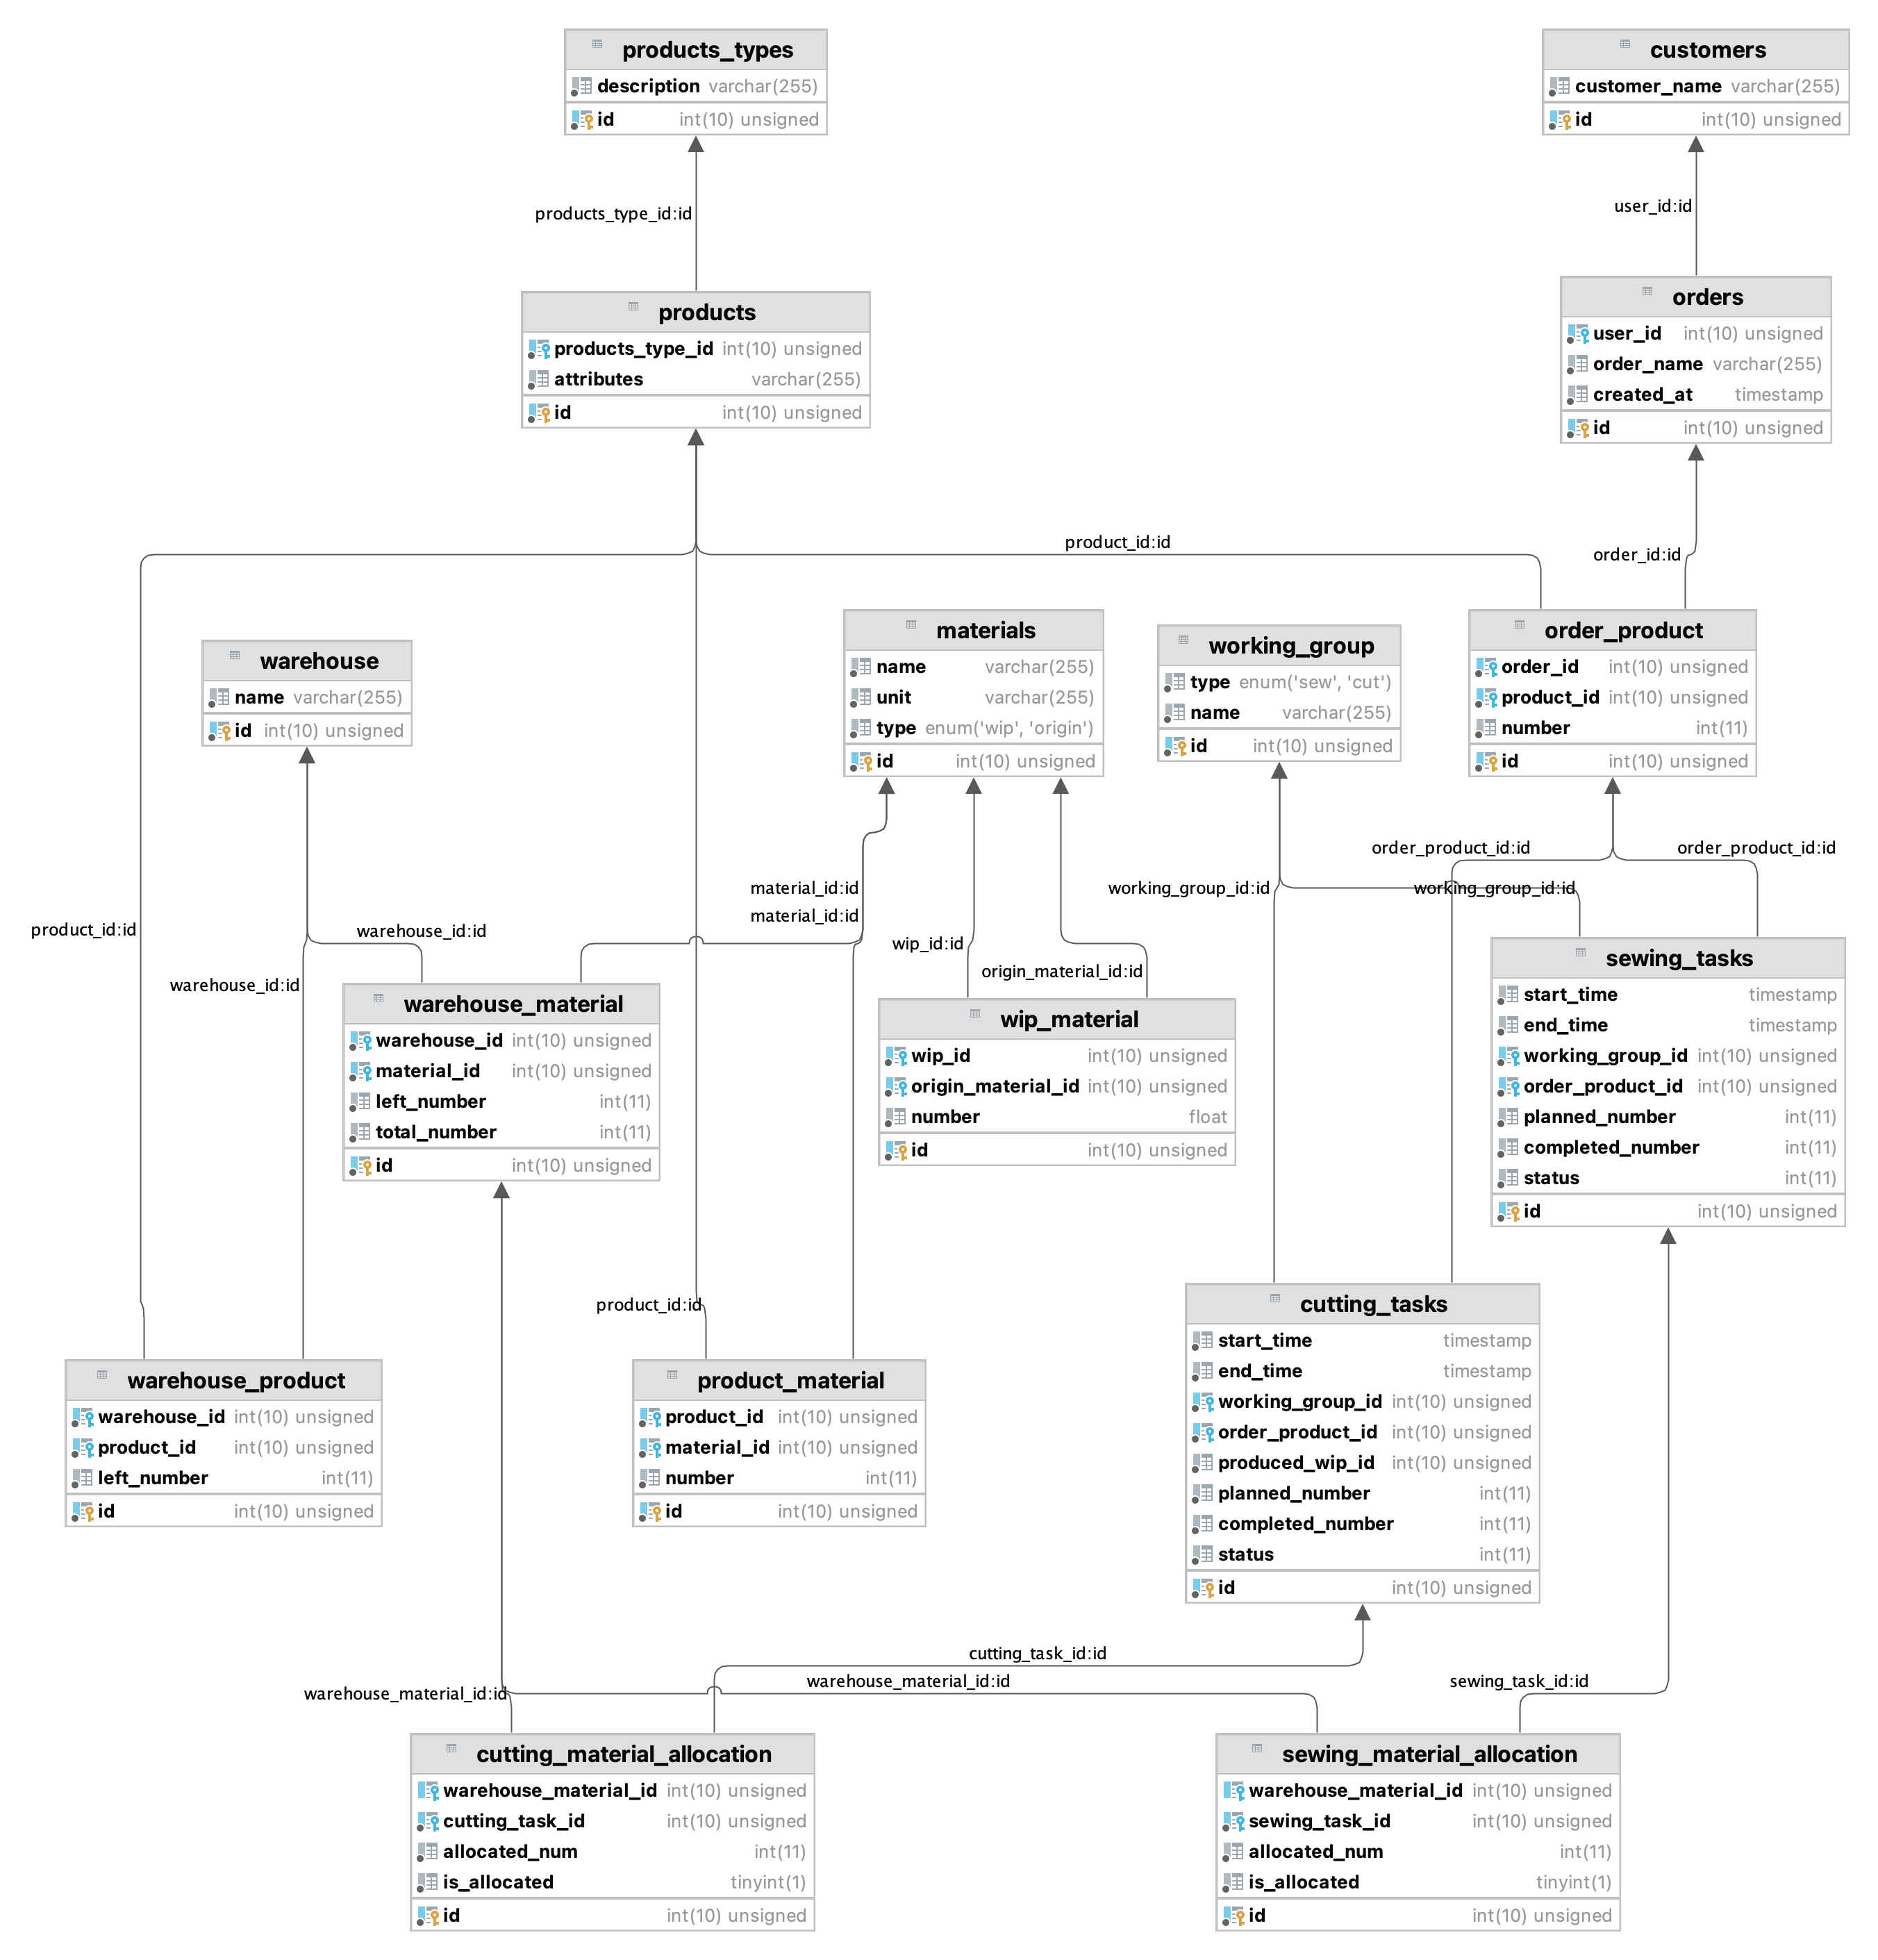 products_types
description varchar(255)
id int(10) unsigned
customers
customer_name varchar(255)
id int(10) unsigned
products_type_id:id
user_id:id
products
products_type_id int(10) unsigned
attributes varchar(255)
id int(10) unsigned
orders
user_id int(10) unsigned
order_name varchar(255)
created_at timestamp
id int(10) unsigned
product_id:id
order_id:id
warehouse
name varchar(255)
id int(10) unsigned
materials
name varchar(255)
unit varchar(255)
type enum('wip', 'origin')
id int(10) unsigned
working_group
type enum('sew', 'cut')
name varchar(255)
id int(10) unsigned
order_product
order_id int(10) unsigned
product_id int(10) unsigned
number int(11)
id int(10) unsigned
order_product_id:id
order_product_id:id
material_id:id
working_group_id:id
working_group_id:id
material_id:id
product_id:id
warehouse_id:id
wip_id:id
origin_material_id:id
warehouse_id:id
warehouse_material
warehouse_id int(10) unsigned
material_id int(10) unsigned
left_number int(11)
total_number int(11)
id int(10) unsigned
wip_material
wip_id int(10) unsigned
origin_material_id int(10) unsigned
number float
id int(10) unsigned
sewing_tasks
start_time timestamp
end_time timestamp
working_group_id int(10) unsigned
order_product_id int(10) unsigned
planned_number int(11)
completed_number int(11)
status int(11)
id int(10) unsigned
product_id:id
warehouse_product
warehouse_id int(10) unsigned
product_id int(10) unsigned
left_number int(11)
id int(10) unsigned
product_material
product_id int(10) unsigned
material_id int(10) unsigned
number int(11)
id int(10) unsigned
cutting_tasks
start_time timestamp
end_time timestamp
working_group_id int(10) unsigned
order_product_id int(10) unsigned
produced_wip_id int(10) unsigned
planned_number int(11)
completed_number int(11)
status int(11)
id int(10) unsigned
cutting_task_id:id
warehouse_material_id:id
warehouse_material_id:id
sewing_task_id:id
cutting_material_allocation
warehouse_material_id int(10) unsigned
cutting_task_id int(10) unsigned
allocated_num int(11)
is_allocated tinyint(1)
id int(10) unsigned
sewing_material_allocation
warehouse_material_id int(10) unsigned
sewing_task_id int(10) unsigned
allocated_num int(11)
is_allocated tinyint(1)
id int(10) unsigned